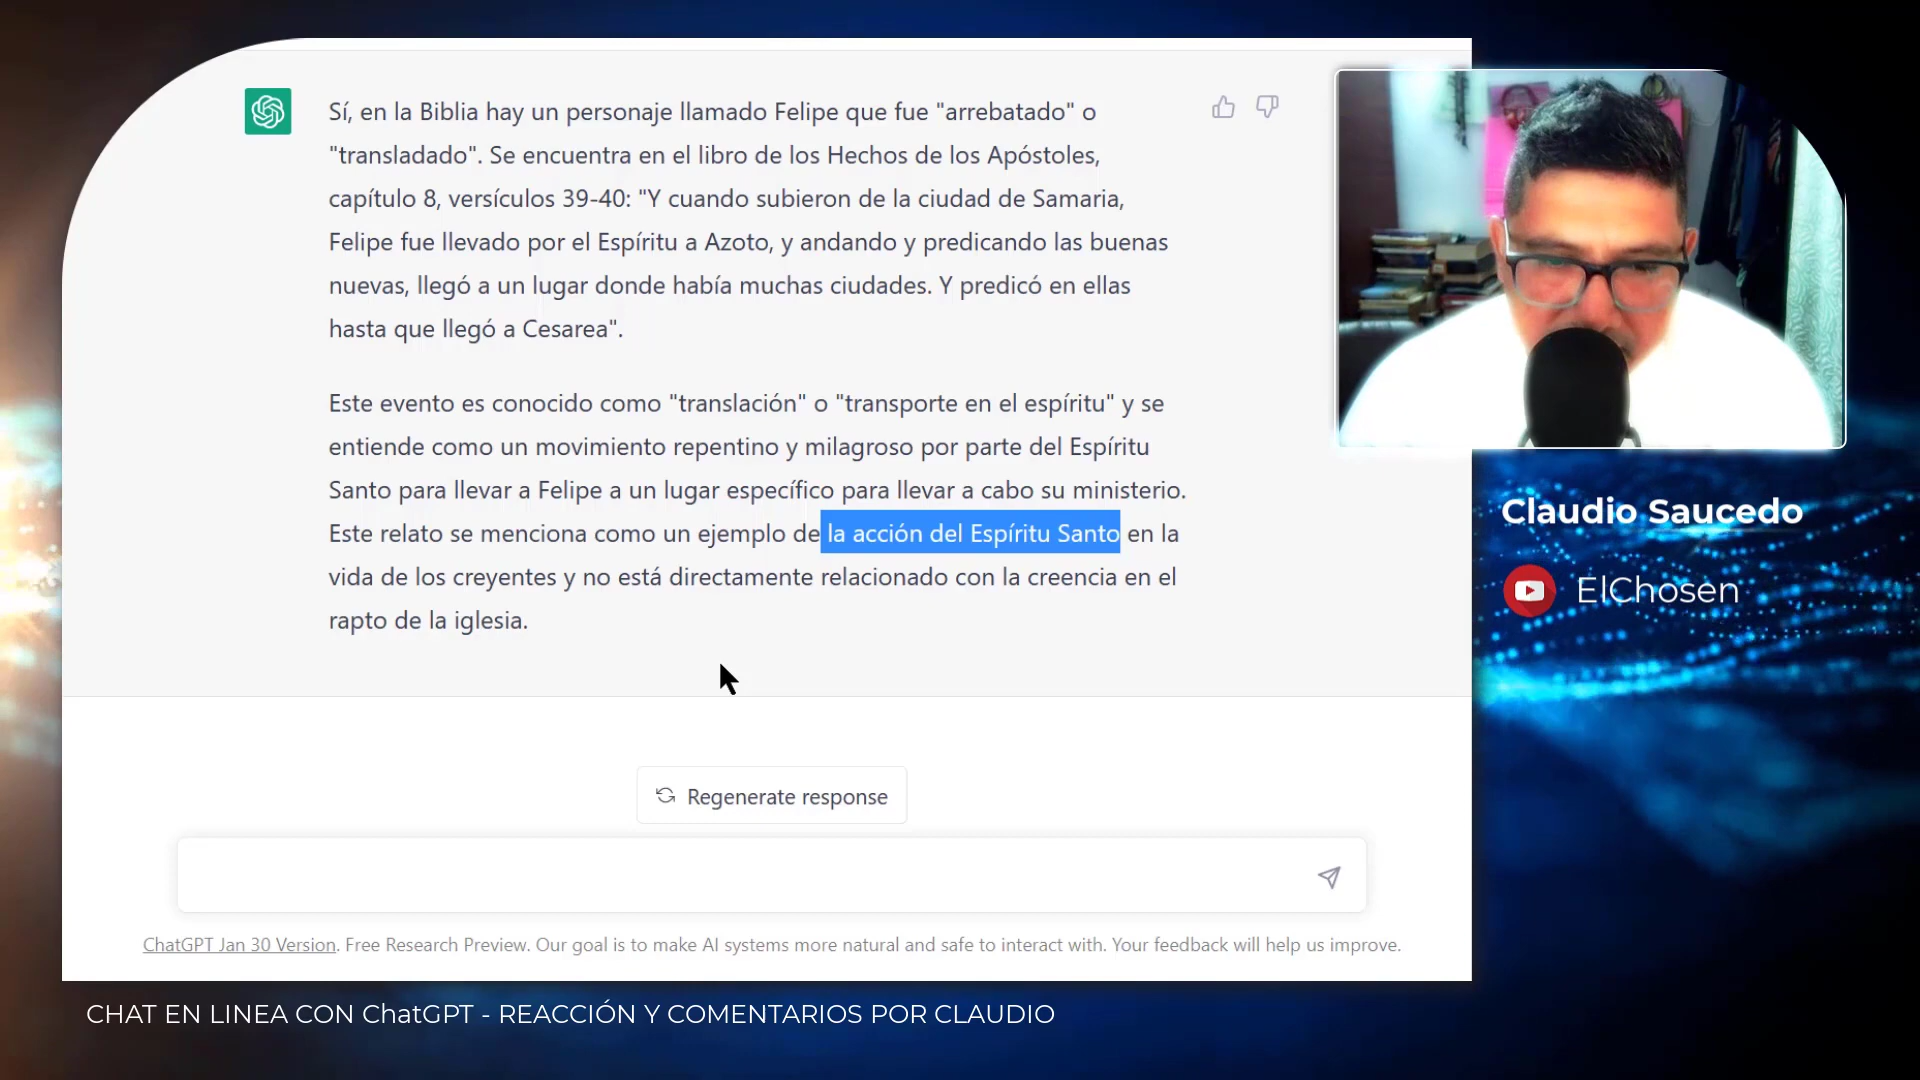 Sí, en la Biblia hay un personaje llamado Felipe que fue "arrebatado" o
"transladado". Se encuentra en el libro de los Hechos de los Apóstoles,
capítulo 8, versículos 39-40: "Y cuando subieron de la ciudad de Samaria,
Felipe fue llevado por el Espíritu a Azoto, y andando y predicando las buenas
nuevas, llegó a un lugar donde había muchas ciudades. Y predicó en ellas
hasta que llegó a Cesarea".
Este evento es conocido como "translación" o "transporte en el espíritu" y se
entiende como un movimiento repentino y milagroso por parte del Espíritu
Santo para llevar a Felipe a un lugar específico para llevar a cabo su ministerio.
Este relato se menciona como un ejemplo de la acción del Espíritu Santo en la
vida de los creyentes y no está directamente relacionado con la creencia en el
rapto de la iglesia.
Regenerate response
ChatGPT Jan 30 Version. Free Research Preview. Our goal is to make AI systems more natural and safe to interact with. Your feedback will help us improve.
Claudio Saucedo
ElChosen
CHAT EN LINEA CON ChatGPT - REACCIÓN Y COMENTARIOS POR CLAUDIO